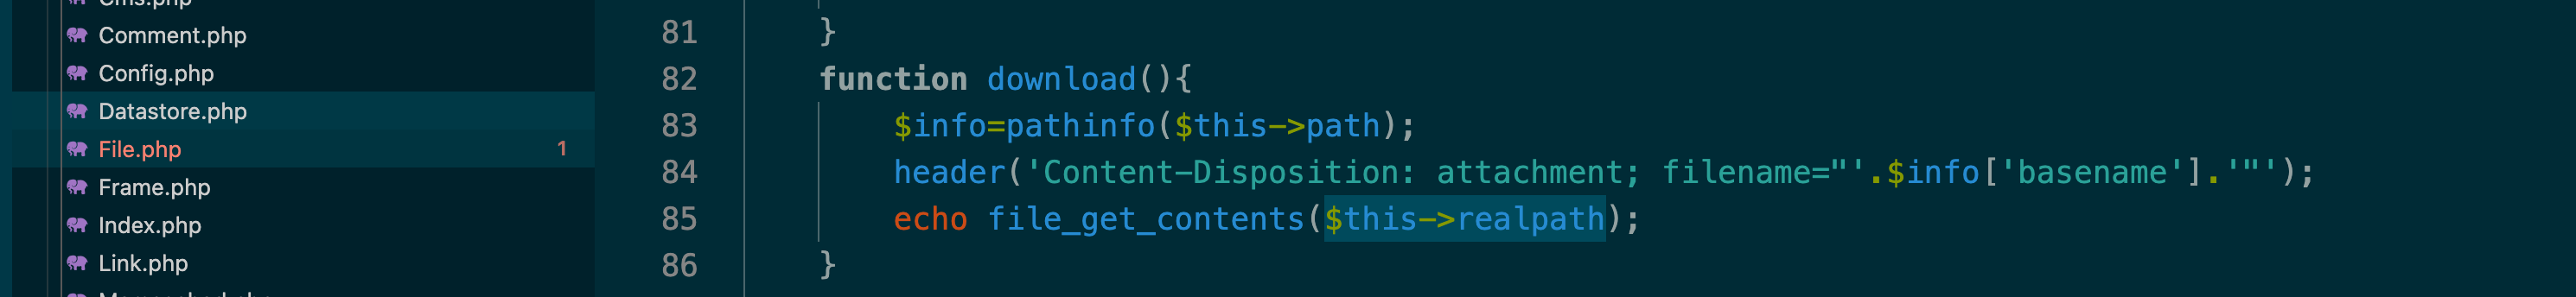 Comment.php
Config.php
Datastore.php
File.php 1
Frame.php
Index.php
Link.php
81 }
82 function download(){
83 $info=pathinfo($this->path);
84 header('Content-Disposition: attachment; filename="'.$info['basename'].'"');
85 echo file_get_contents($this->realpath);
86 }